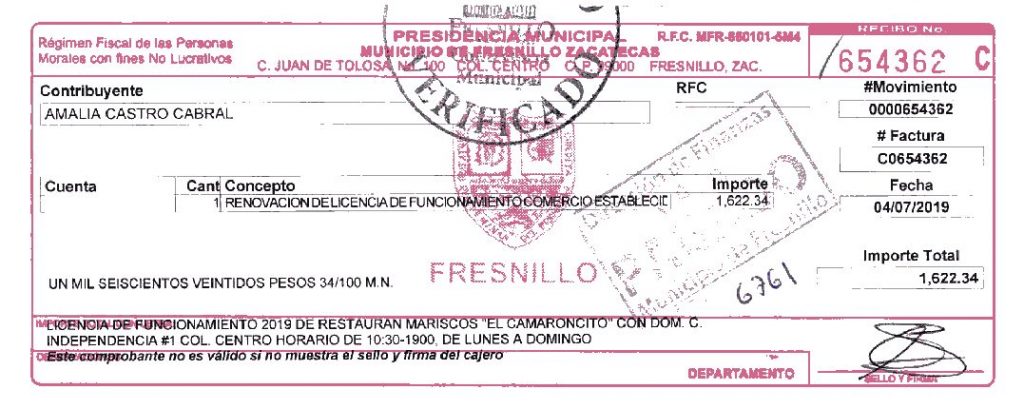 Régimen Fiscal de las Personas
Morales con fines No Lucrativos
PRESIDENCIA MUNICIPAL
MUNICIPIO DE FRESNILLO ZACATECAS
C. JUAN DE TOLOSA No. 100 COL. CENTRO C.P. 99000 FRESNILLO, ZAC.
R.F.C. MFR-850101-5M4
RECIBO No.
654362 C
Municipal
VERIFICADO
Contribuyente
AMALIA CASTRO CABRAL
RFC
#Movimiento
0000654362
# Factura
C0654362
Fecha
04/07/2019
Cuenta Cant Concepto Importe
1 RENOVACION DE LICENCIA DE FUNCIONAMIENTO COMERCIO ESTABLECID 1,622.34
FRESNILLO
6761
Importe Total
1,622.34
UN MIL SEISCIENTOS VEINTIDOS PESOS 34/100 M.N.
LICENCIA DE FUNCIONAMIENTO 2019 DE RESTAURAN MARISCOS "EL CAMARONCITO" CON DOM. C.
INDEPENDENCIA #1 COL. CENTRO HORARIO DE 10:30-1900, DE LUNES A DOMINGO
Este comprobante no es válido si no muestra el sello y firma del cajero
DEPARTAMENTO
SELLO Y FIRMA